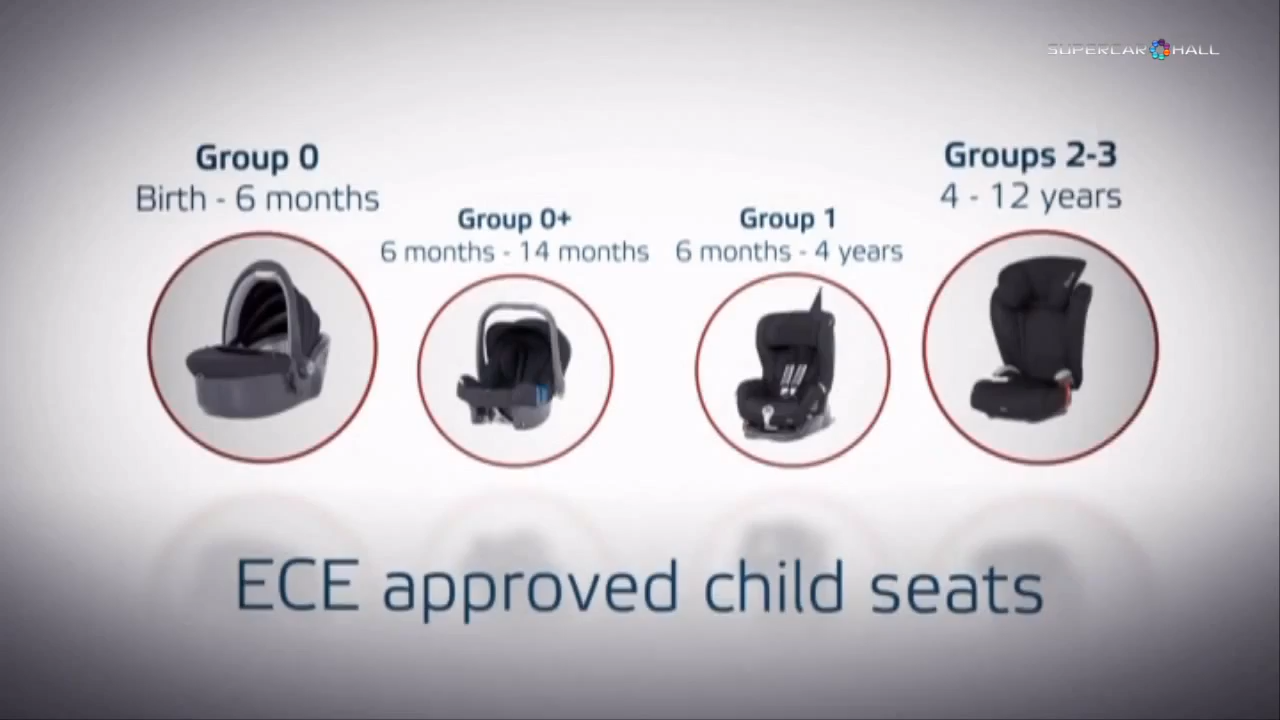 SUPERCAR HALL
Group 0
Birth - 6 months
Group 0+
6 months - 14 months
Group 1
6 months - 4 years
Groups 2-3
4 - 12 years
ECE approved child seats